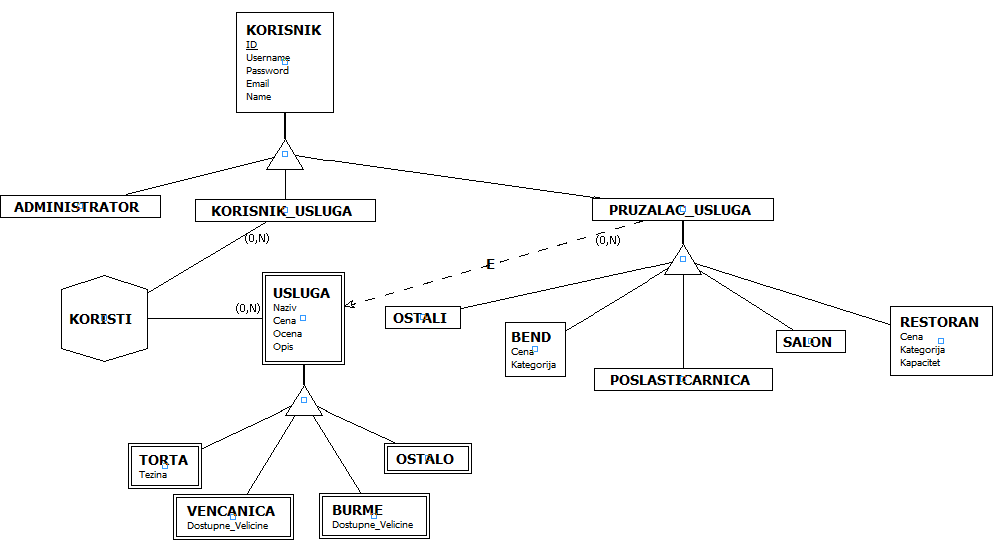 KORISNIK
ID
Username
Password
Email
Name
ADMINISTRATOR
KORISNIK_USLUGA
PRUZALAC_USLUGA
(0,N)
(0,N)
E
KORISTI
(0,N)
USLUGA
Naziv
Cena
Ocena
Opis
OSTALI
BEND
Cena
Kategorija
POSLASTICARNICA
SALON
RESTORAN
Cena
Kategorija
Kapacitet
TORTA
Tezina
VENCANICA
Dostupne_Velicine
BURME
Dostupne_Velicine
OSTALO